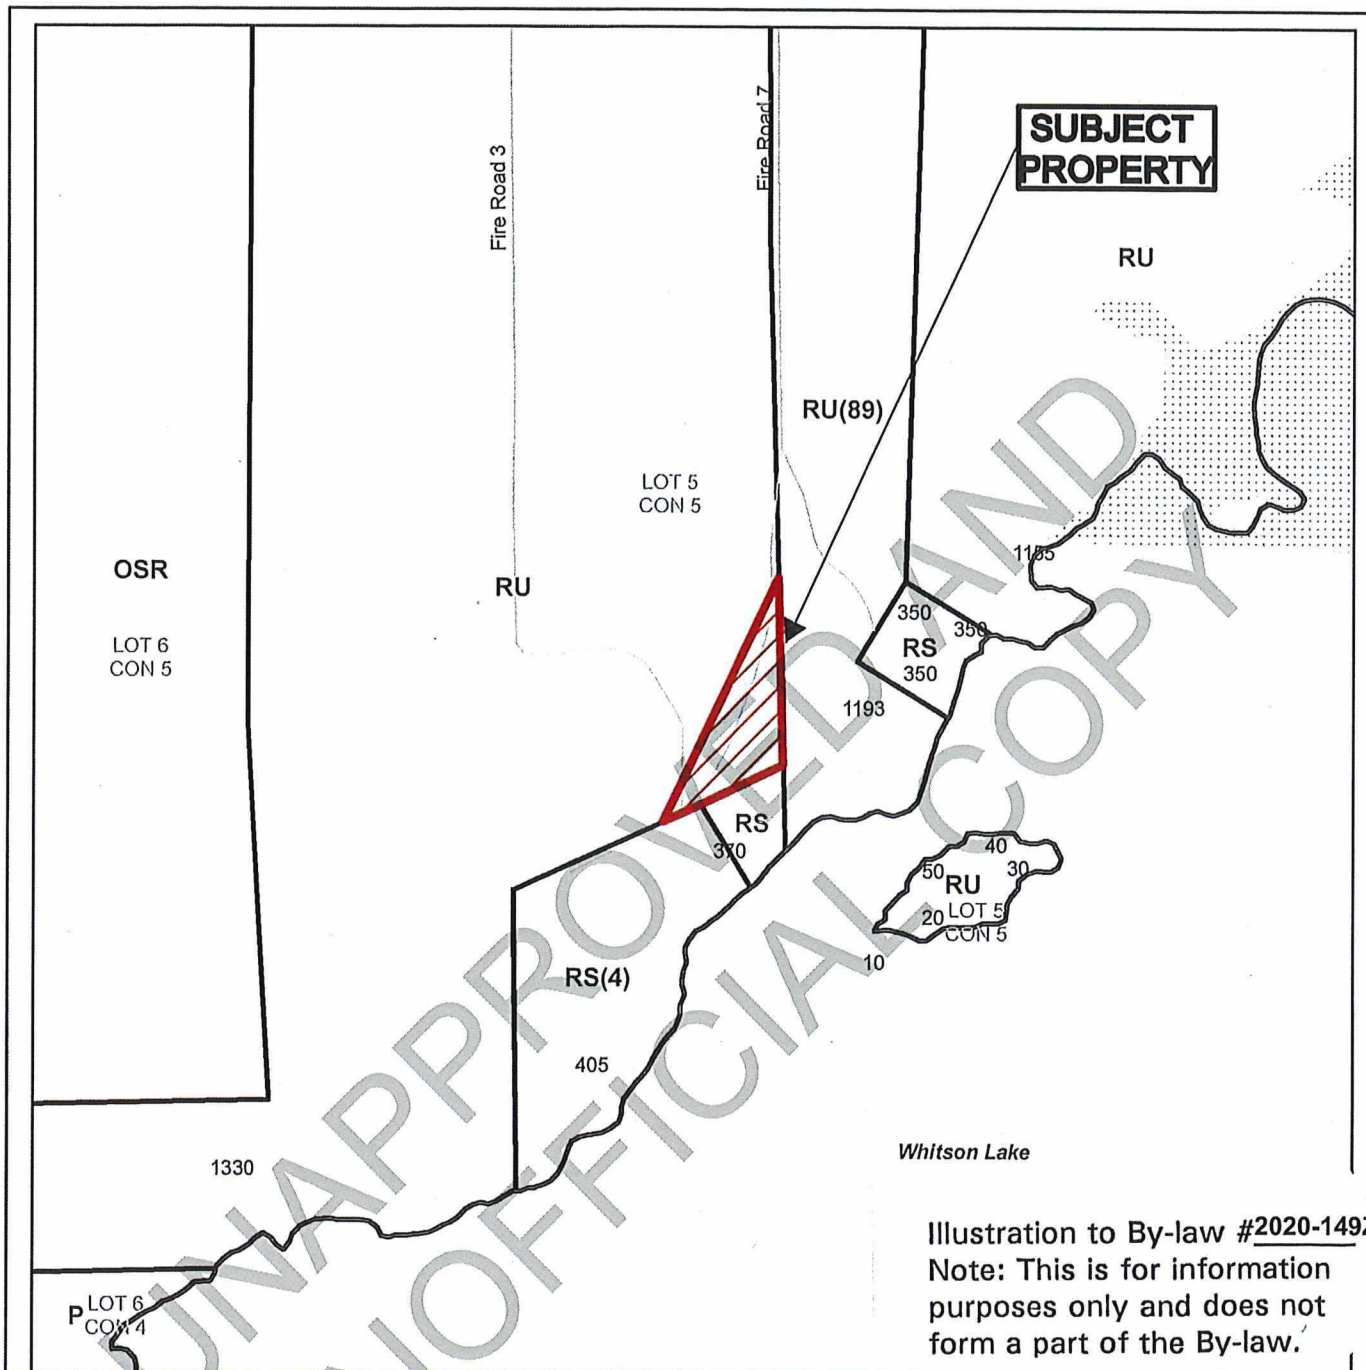 SUBJECT
PROPERTY
Fire Road 7
Fire Road 3
RU
RU(89)
LOT 5
CON 5
OSR
RU
LOT 6
CON 5
1155
350
350
RS
350
1193
RS
370
40
50
30
RU
20
LOT 5
CON 5
10
RS(4)
405
Whitson Lake
1330
Illustration to By-law #2020-149Z
Note: This is for information
purposes only and does not
form a part of the By-law.
P
LOT 6
CON 4
UNAPPROVED AND
UNOFFICIAL COPY